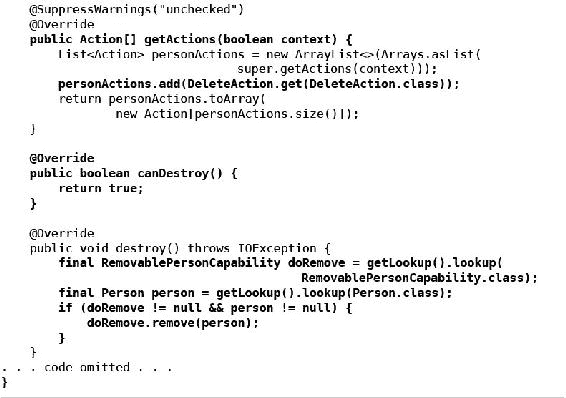 @SuppressWarnings("unchecked")
@Override
public Action[] getActions(boolean context) {
List<Action> personActions = new ArrayList<>(Arrays.asList(
super.getActions(context)));
personActions.add(DeleteAction.get(DeleteAction.class));
return personActions.toArray(
new Action[personActions.size()]);
}
@Override
public boolean canDestroy() {
return true;
}
@Override
public void destroy() throws IOException {
final RemovablePersonCapability doRemove = getLookup().lookup(
RemovablePersonCapability.class);
final Person person = getLookup().lookup(Person.class);
if (doRemove != null && person != null) {
doRemove.remove(person);
}
}
. . . code omitted . . .
}